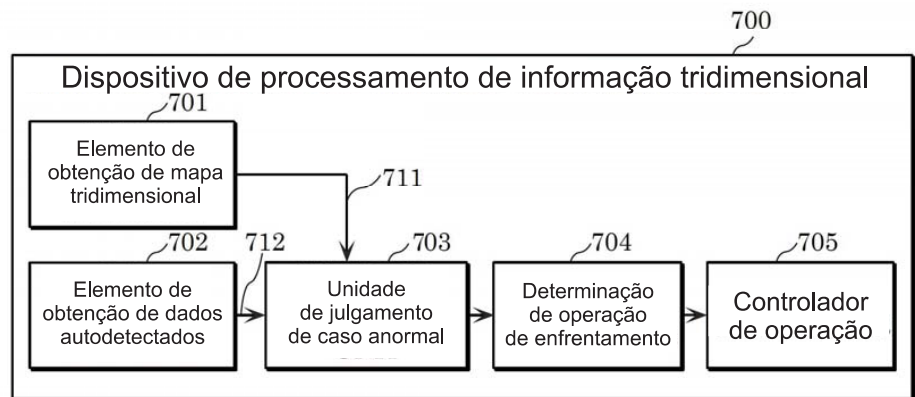 700
Dispositivo de processamento de informação tridimensional
701
Elemento de
obtenção de mapa
tridimensional
711
702
712
703
704
705
Elemento de
obtenção de dados
autodetectados
Unidade
de julgamento
de caso anormal
Determinação
de operação
de enfrentamento
Controlador
de operação